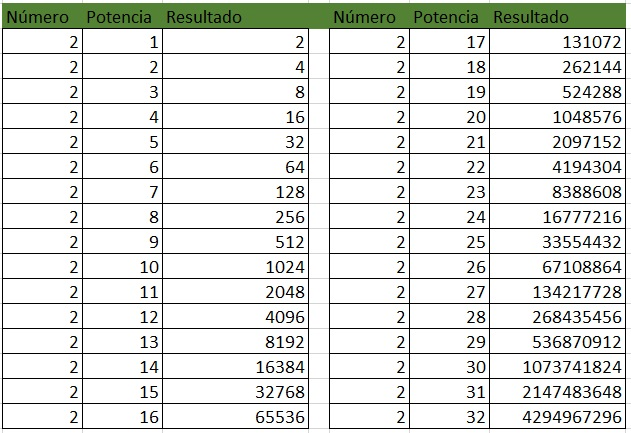 Número Potencia Resultado Número Potencia Resultado
2 1 2 2 17 131072
2 2 4 2 18 262144
2 3 8 2 19 524288
2 4 16 2 20 1048576
2 5 32 2 21 2097152
2 6 64 2 22 4194304
2 7 128 2 23 8388608
2 8 256 2 24 16777216
2 9 512 2 25 33554432
2 10 1024 2 26 67108864
2 11 2048 2 27 134217728
2 12 4096 2 28 268435456
2 13 8192 2 29 536870912
2 14 16384 2 30 1073741824
2 15 32768 2 31 2147483648
2 16 65536 2 32 4294967296